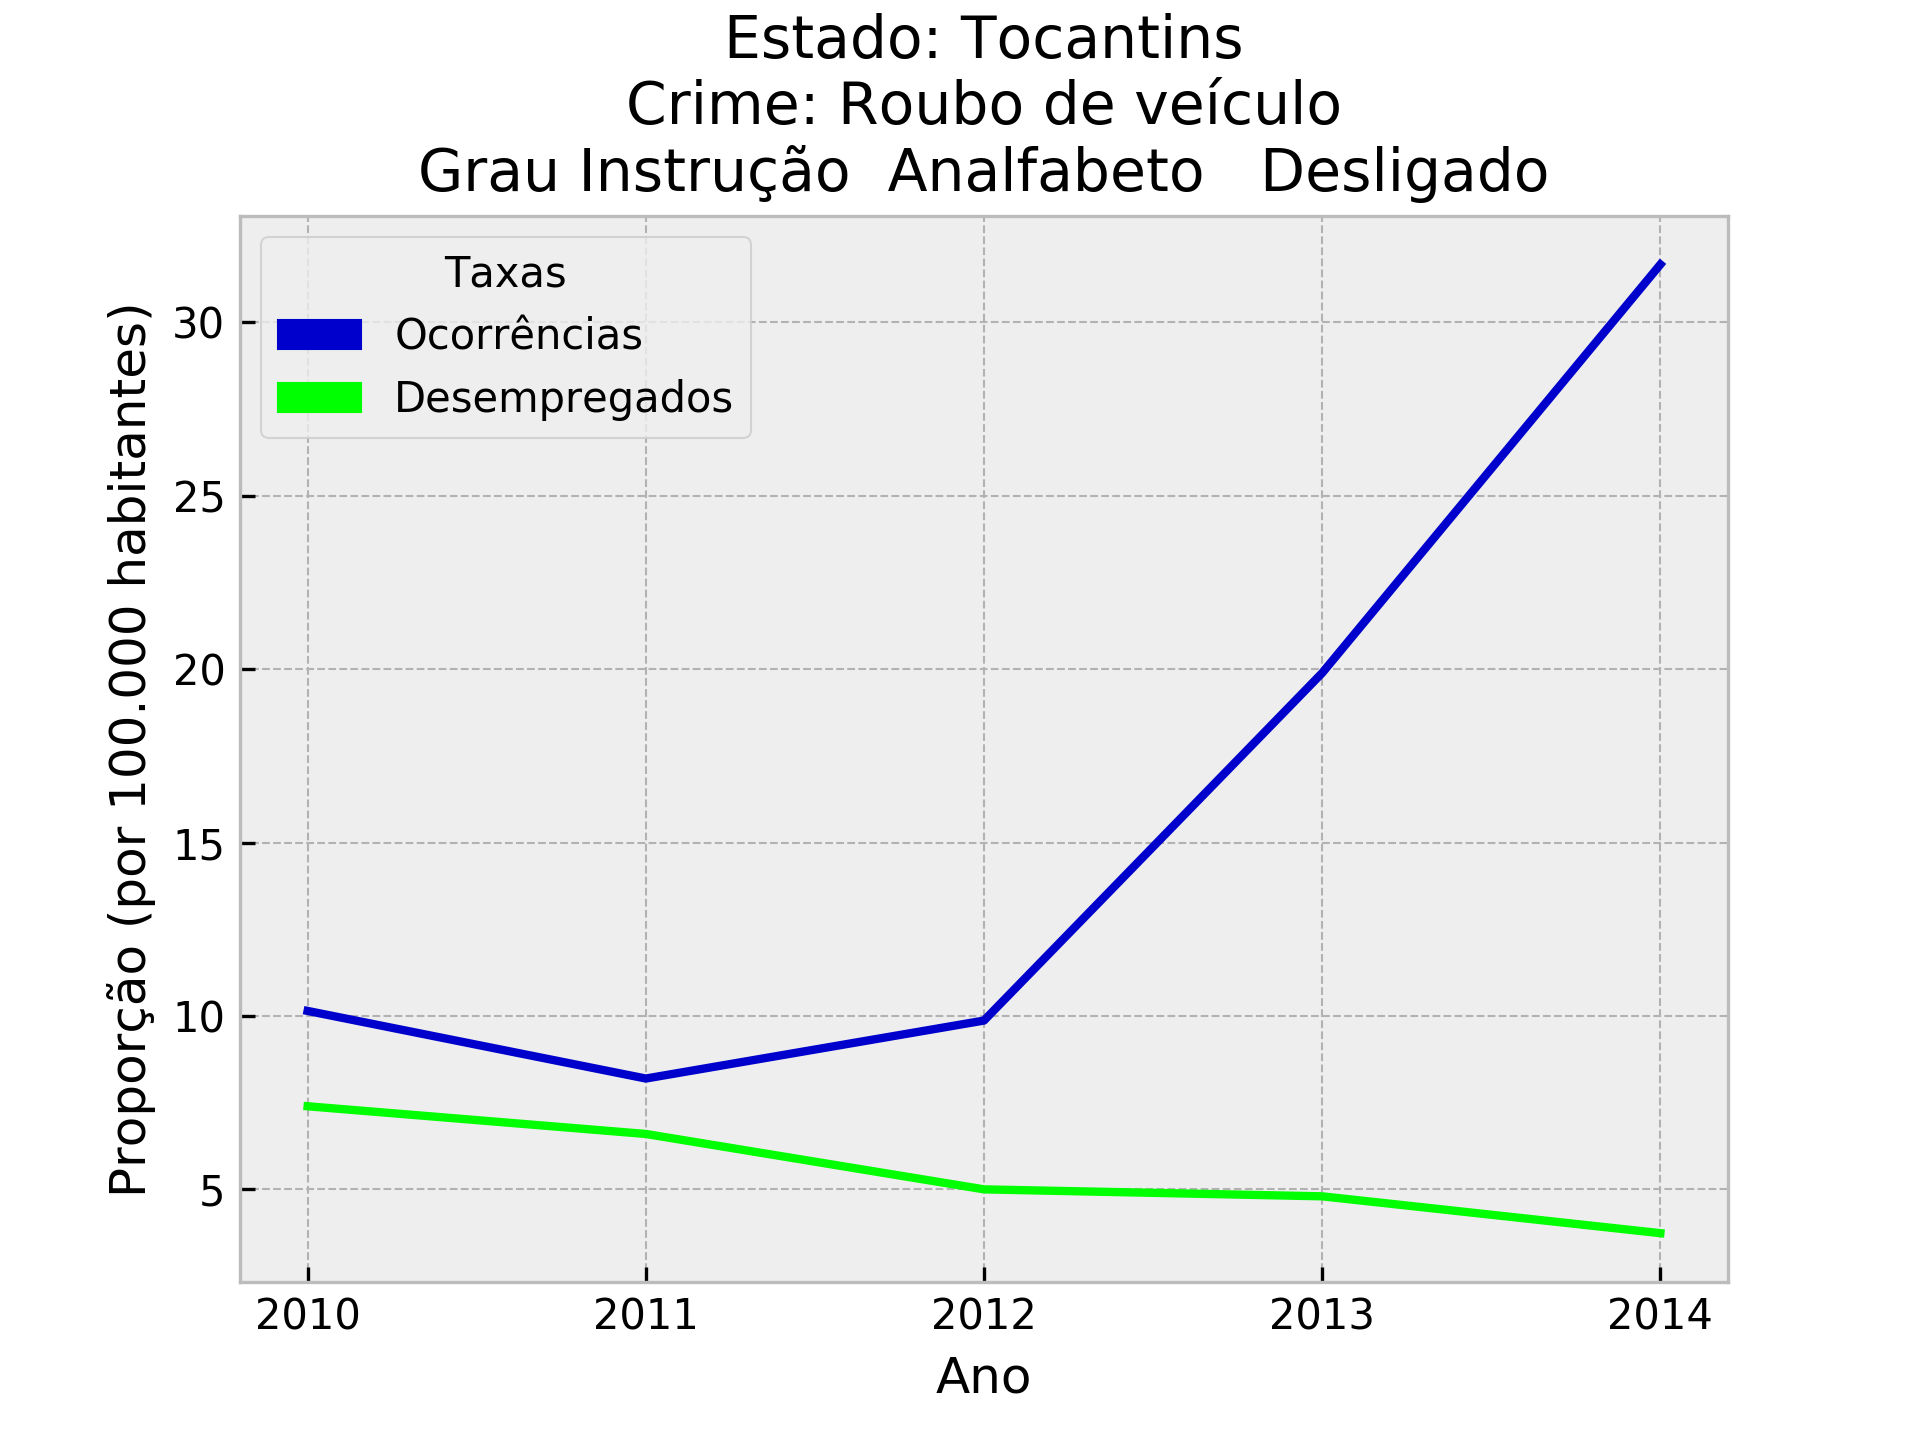 Estado: Tocantins
Crime: Roubo de veículo
Grau Instrução  Analfabeto   Desligado
Taxas
Ocorrências
Desempregados
Proporção (por 100.000 habitantes)
30
25
20
15
10
5
2010 2011 2012 2013 2014
Ano